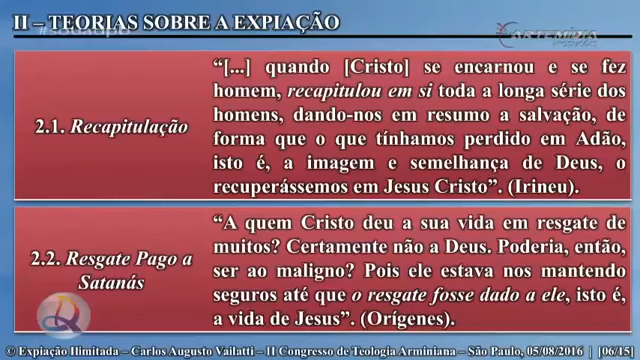 II – TEORIAS SOBRE A EXPIAÇÃO
ARTEMÍDIA
PRODUÇÕES
2.1. Recapitulação
“[...] quando [Cristo] se encarnou e se fez
homem, recapitulou em si toda a longa série dos
homens, dando-nos em resumo a salvação, de
forma que o que tínhamos perdido em Adão,
isto é, a imagem e semelhança de Deus, o
recuperássemos em Jesus Cristo”. (Irineu).
2.2. Resgate Pago a
Satanás
“A quem Cristo deu a sua vida em resgate de
muitos? Certamente não a Deus. Poderia, então,
ser ao maligno? Pois ele estava nos mantendo
seguros até que o resgate fosse dado a ele, isto é,
a vida de Jesus”. (Orígenes).
© Expiação Ilimitada – Carlos Augusto Vailatti – II Congresso de Teologia Arminiana – São Paulo, 05/08/2016 | [06/15]